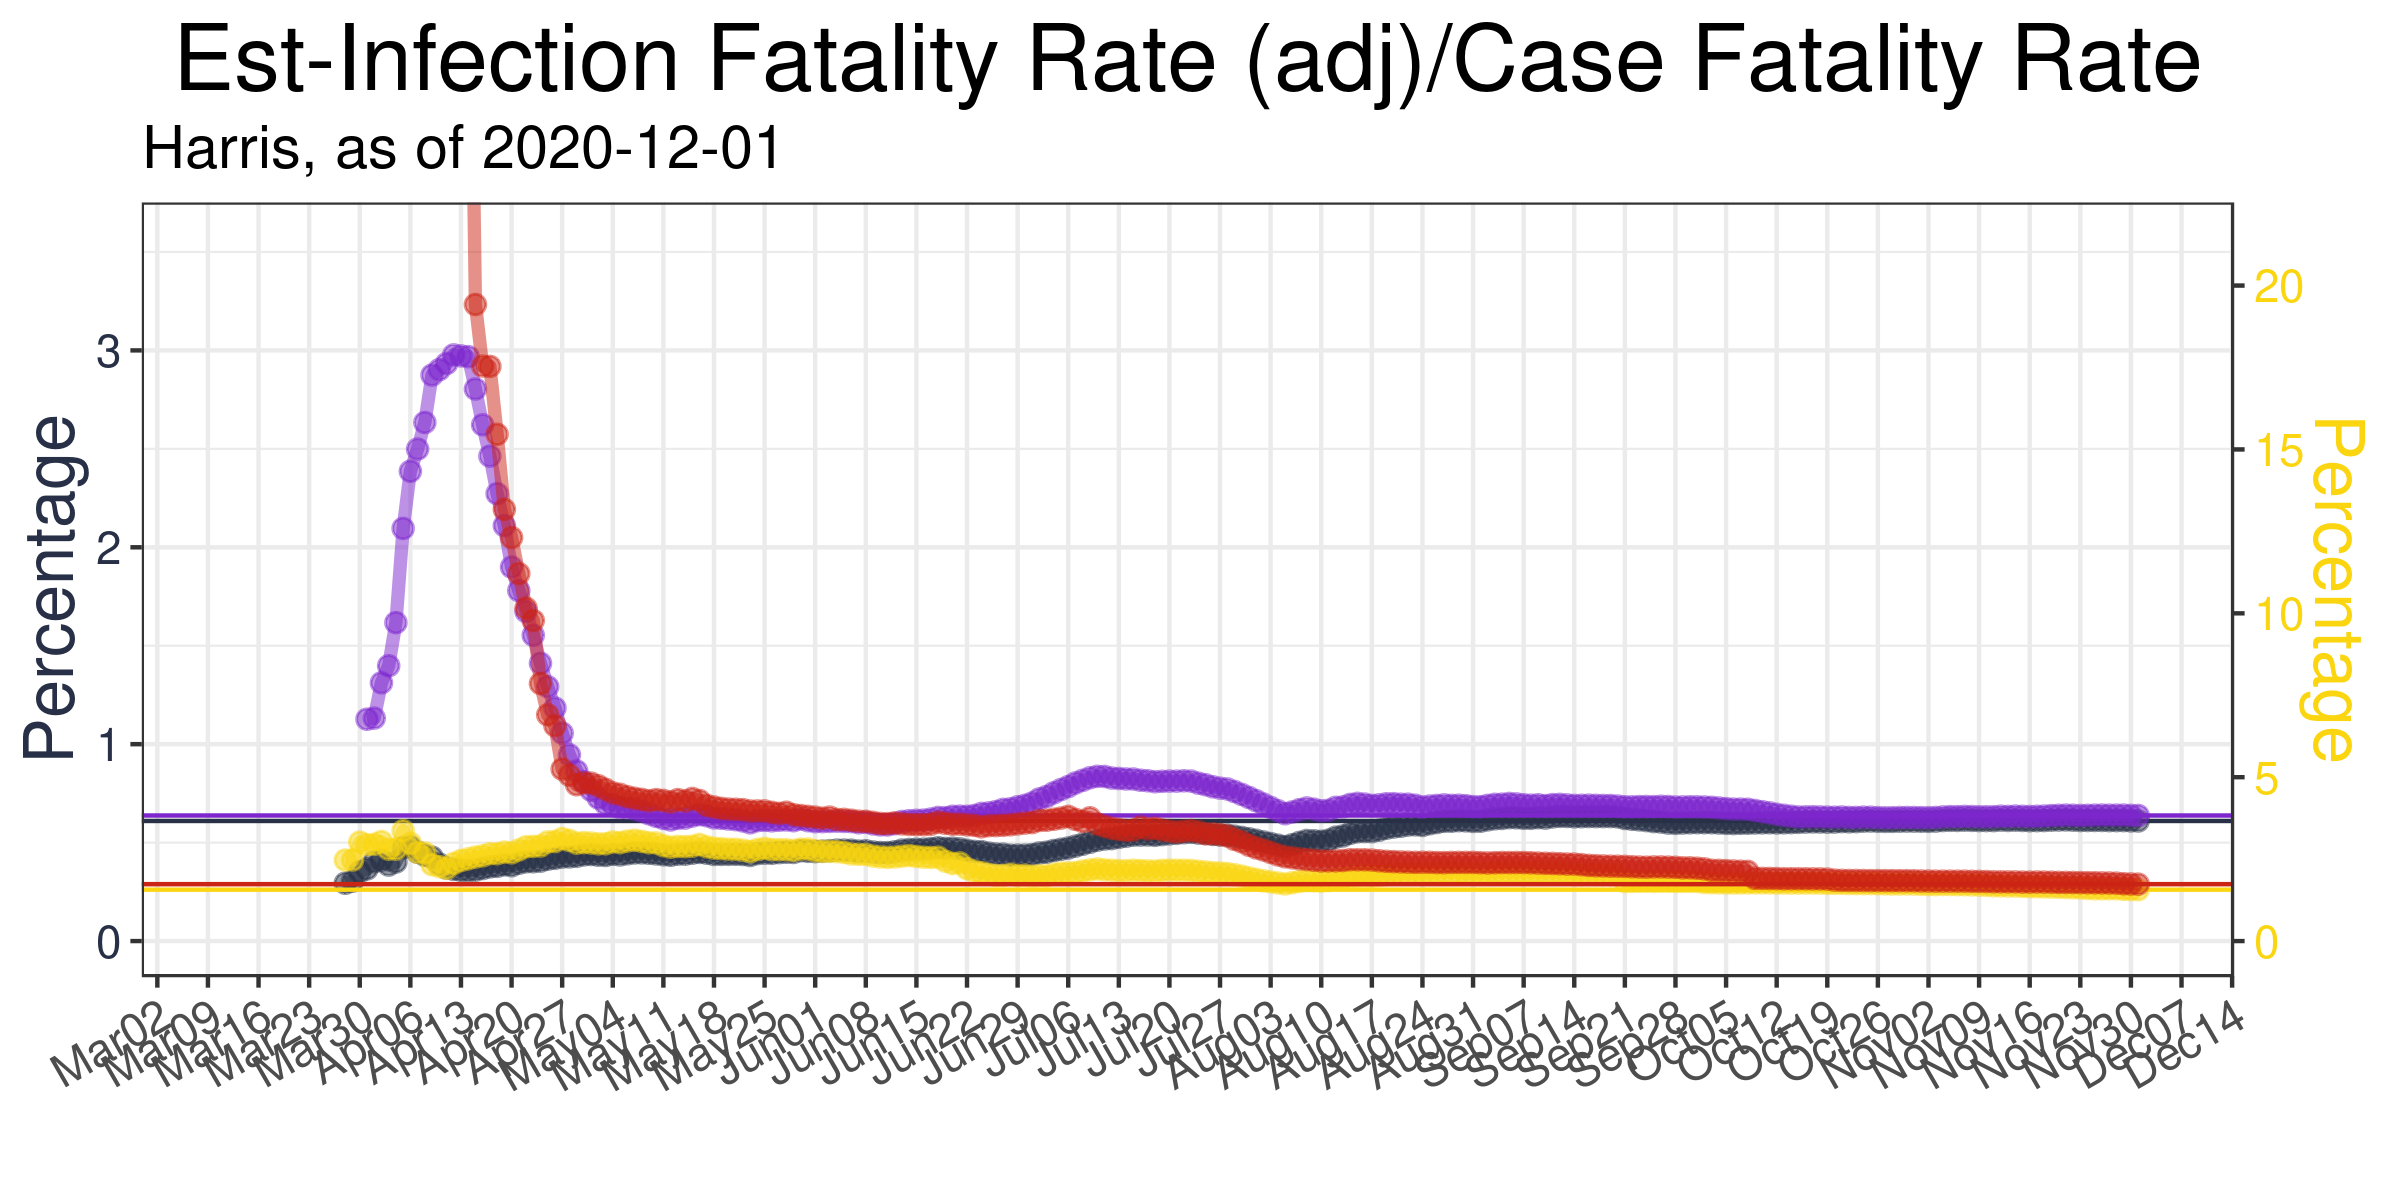 Est-Infection Fatality Rate (adj)/Case Fatality Rate
Harris, as of 2020-12-01
Percentage
3
2
1
0
20
15
10
5
0
Percentage
Mar02
Mar09
Mar16
Mar23
Mar30
Apr06
Apr13
Apr20
Apr27
May04
May11
May18
May25
Jun01
Jun08
Jun15
Jun22
Jun29
Jul06
Jul13
Jul20
Jul27
Aug03
Aug10
Aug17
Aug24
Aug31
Sep07
Sep14
Sep21
Sep28
Oct05
Oct12
Oct19
Oct26
Nov02
Nov09
Nov16
Nov23
Nov30
Dec07
Dec14